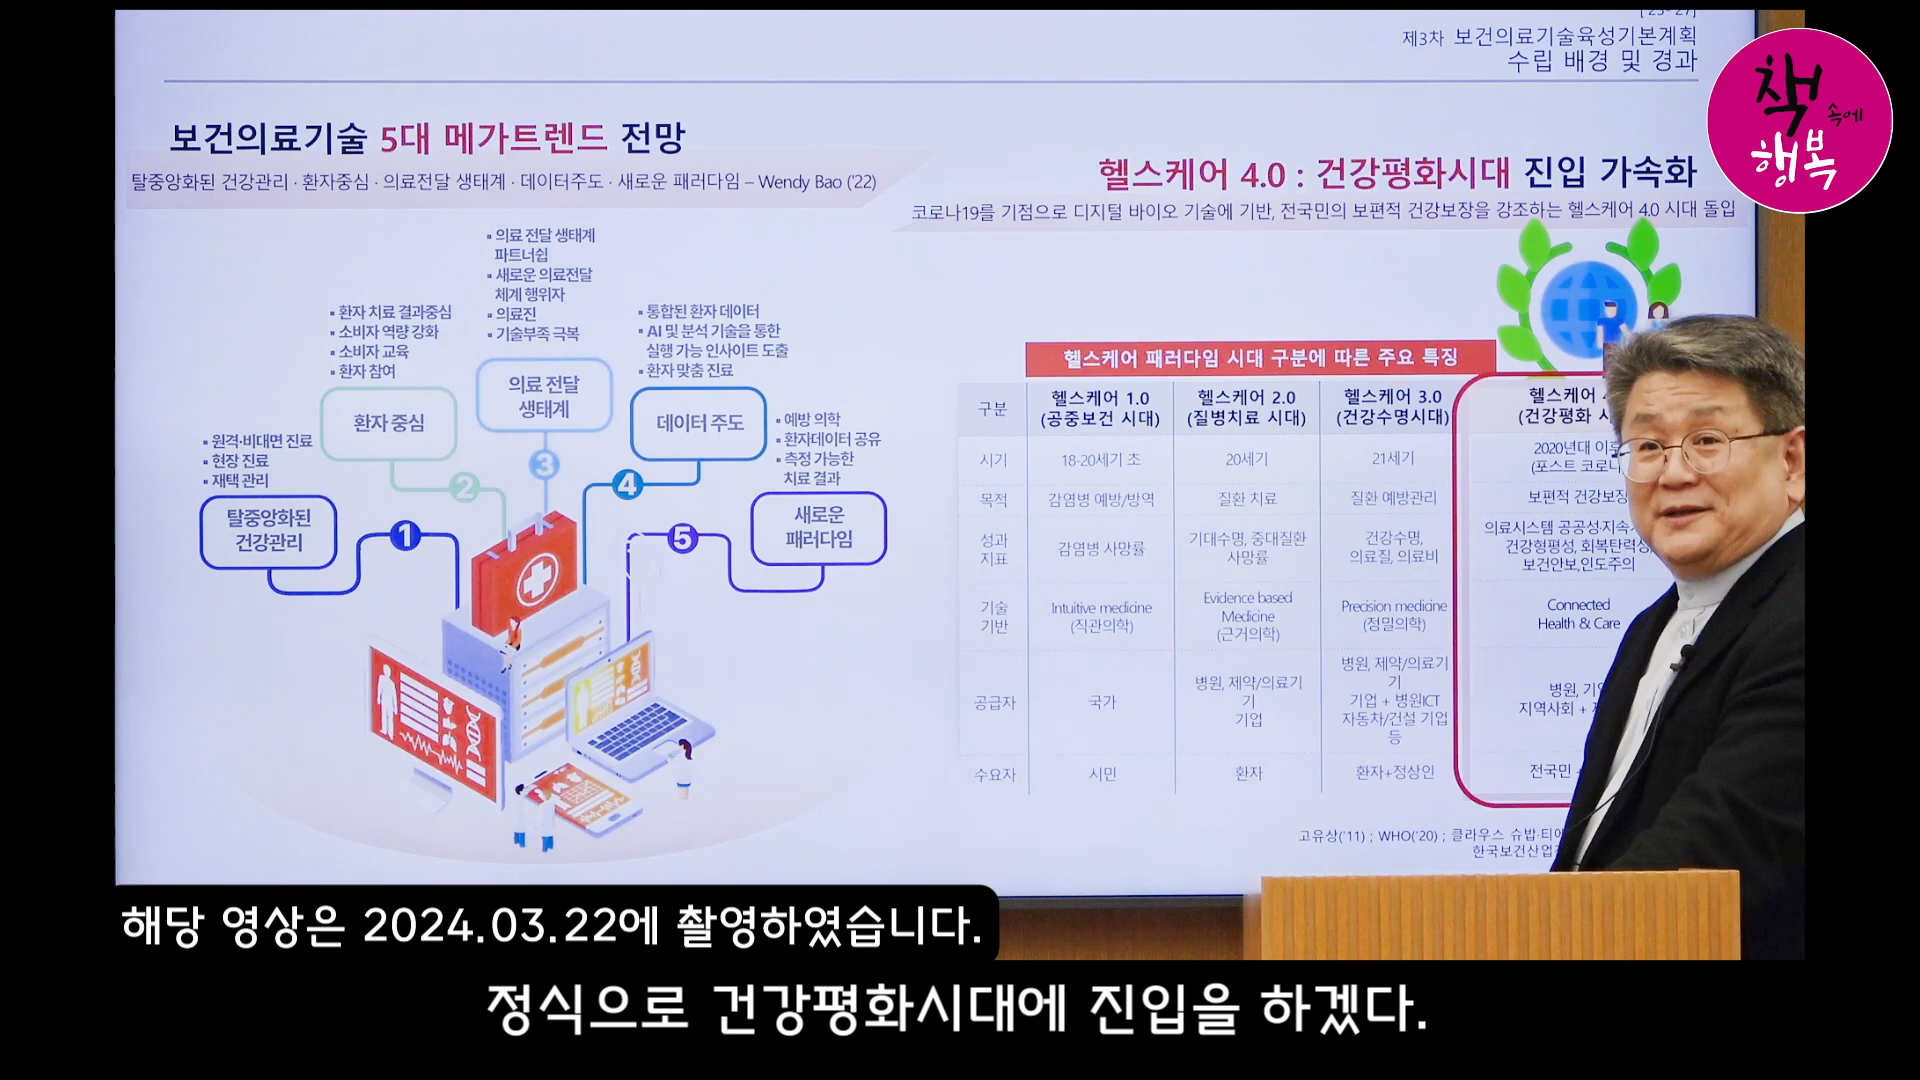 제3차 보건의료기술육성기본계획
수립 배경 및 경과
책
속에
행복
보건의료기술 5대 메가트렌드 전망
탈중앙화된 건강관리 · 환자중심 · 의료전달 생태계 · 데이터주도 · 새로운 패러다임 – Wendy Bao ('22)
헬스케어 4.0 : 건강평화시대 진입 가속화
코로나19를 기점으로 디지털 바이오 기술에 기반, 전국민의 보편적 건강보장을 강조하는 헬스케어 4.0 시대 돌입
▪ 의료 전달 생태계
파트너쉽
▪ 새로운 의료전달
체계 행위자
▪ 의료진
▪ 기술부족 극복
▪ 환자 치료 결과중심
▪ 소비자 역량 강화
▪ 소비자 교육
▪ 환자 참여
▪ 통합된 환자 데이터
▪ AI 및 분석 기술을 통한
실행 가능 인사이트 도출
▪ 환자 맞춤 진료
의료 전달
생태계
환자 중심
데이터 주도
▪ 원격·비대면 진료
▪ 현장 진료
▪ 재택 관리
▪ 예방 의학
▪ 환자데이터 공유
▪ 측정 가능한
치료 결과
탈중앙화된
건강관리
새로운
패러다임
1
2
3
4
5
헬스케어 패러다임 시대 구분에 따른 주요 특징
구분
헬스케어 1.0
(공중보건 시대)
헬스케어 2.0
(질병치료 시대)
헬스케어 3.0
(건강수명시대)
헬스케어
(건강평화
시기
18-20세기 초
20세기
21세기
2020년대
(포스트
목적
감염병 예방/방역
질환 치료
질환 예방관리
보편적 건강보장
성과
지표
감염병 사망률
기대수명, 중대질환
사망률
건강수명,
의료질, 의료비
의료시스템
건강형평성, 회복탄력성,
보건안보,인도주의
기술
기반
Intuitive medicine
(직관의학)
Evidence based
Medicine
(근거의학)
Precision medicine
(정밀의학)
Connected
Health & Care
공급자
국가
병원, 제약/의료기
기
기업
병원, 제약/의료기
기
기업 + 병원ICT
자동차/건설 기업
등
병원,
지역사회 +
수요자
시민
환자
환자+정상인
전국민
고유상('11) ; WHO('20) ; 클라우스 슈밥·
해당 영상은 2024.03.22에 촬영하였습니다.
정식으로 건강평화시대에 진입을 하겠다.